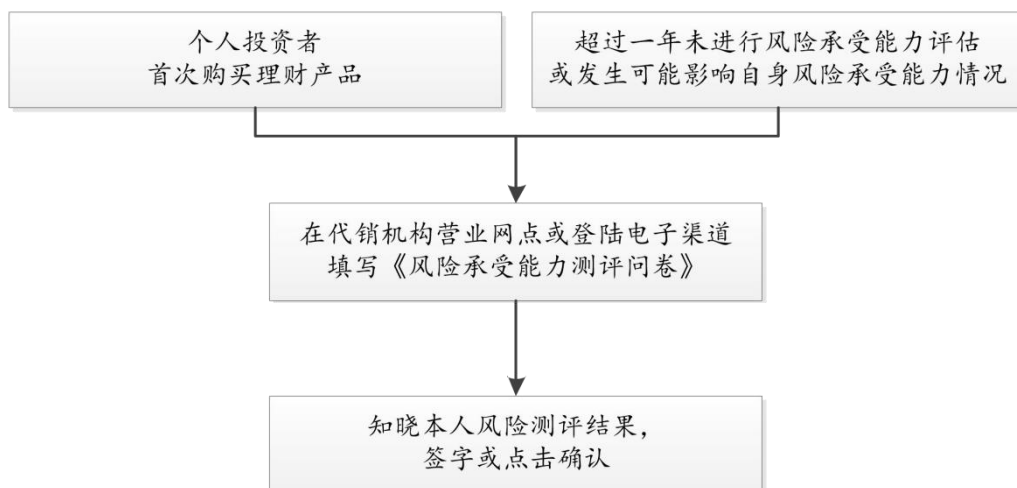 个人投资者
首次购买理财产品
超过一年未进行风险承受能力评估
或发生可能影响自身风险承受能力情况
在代销机构营业网点或登陆电子渠道
填写《风险承受能力测评问卷》
知晓本人风险测评结果，
签字或点击确认